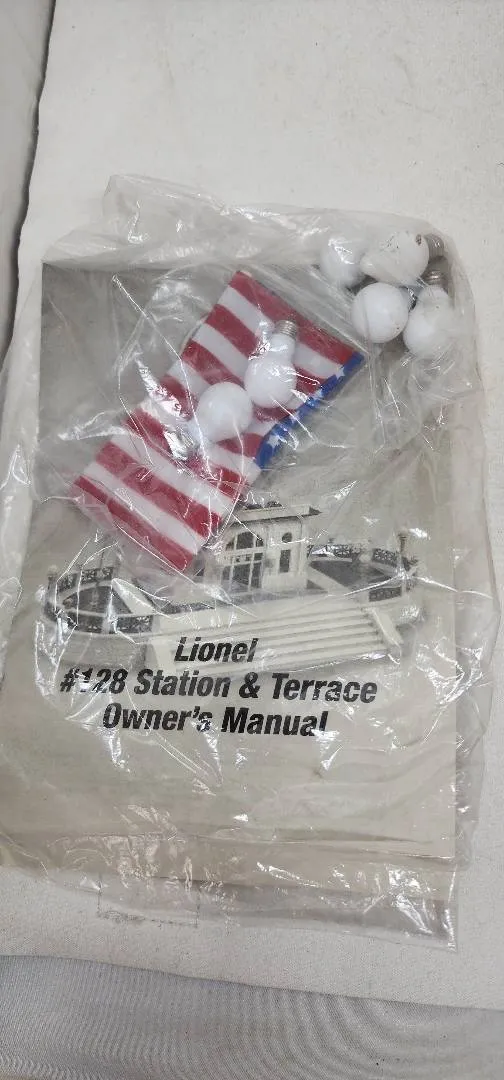 Lionel
#128 Station & Terrace
Owner's Manual